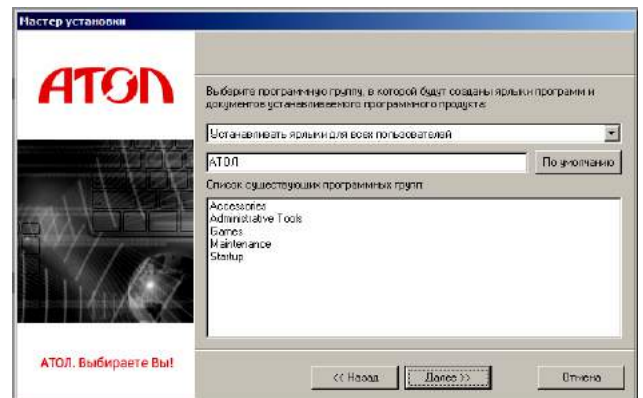 Мастер установки
АТОЛ
Выберите программную группу, в которой будут созданы ярлыки программ и
документов устанавливаемого программного продукта:
Устанавливать ярлыки для всех пользователей
АТОЛ
По умолчанию
Список существующих программных групп:
Accessories
Administrative Tools
Games
Maintenance
Startup
АТОЛ. Выбираете Вы!
<< Назад
Далее >>
Отмена